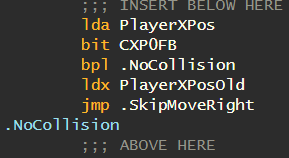 ;;; INSERT BELOW HERE
lda PlayerXPos
bit CXP0FB
bpl .NoCollision
ldx PlayerXPosOld
jmp .SkipMoveRight
.NoCollision
;;; ABOVE HERE